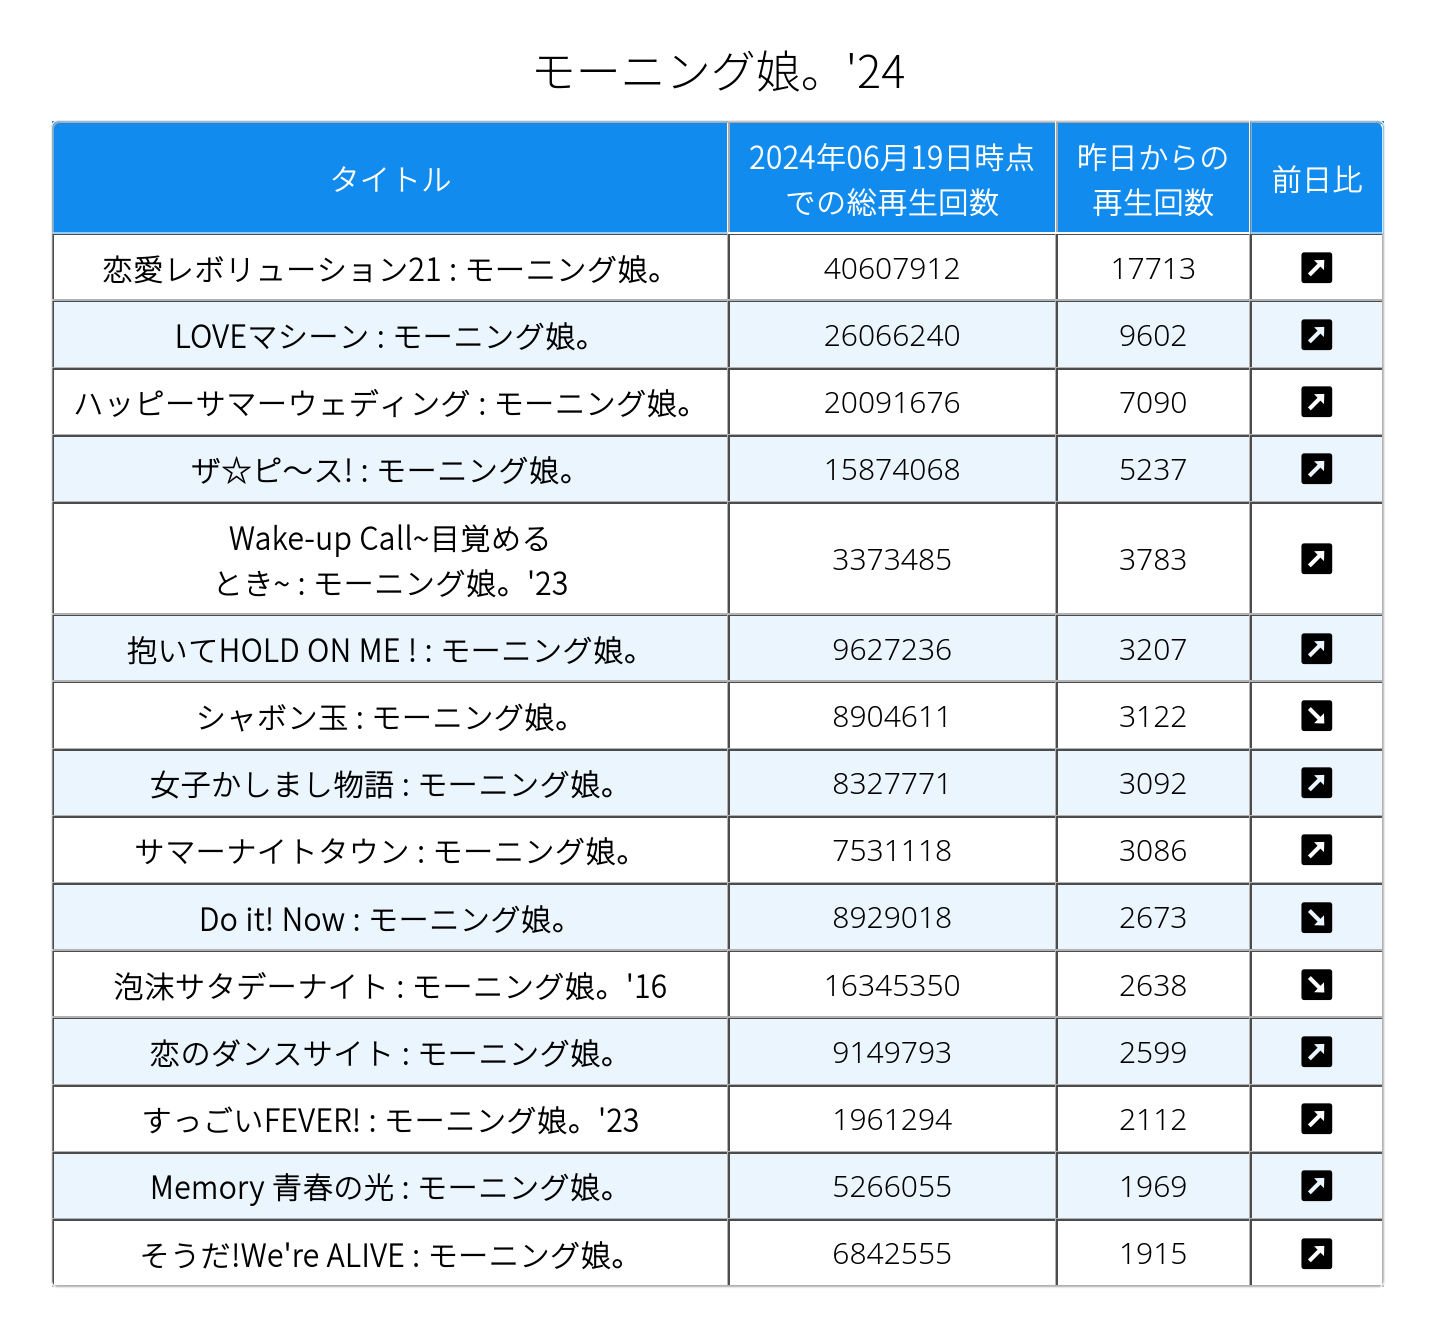 モーニング娘。'24
タイトル
2024年06月19日時点
での総再生回数
昨日からの
再生回数
前日比
恋愛レボリューション21 : モーニング娘。 40607912 17713
LOVEマシーン : モーニング娘。 26066240 9602
ハッピーサマーウェディング : モーニング娘。 20091676 7090
ザ☆ピ〜ス! : モーニング娘。 15874068 5237
Wake-up Call~目覚める
とき~ : モーニング娘。'23 3373485 3783
抱いてHOLD ON ME ! : モーニング娘。 9627236 3207
シャボン玉 : モーニング娘。 8904611 3122
女子かしまし物語 : モーニング娘。 8327771 3092
サマーナイトタウン : モーニング娘。 7531118 3086
Do it! Now : モーニング娘。 8929018 2673
泡沫サタデーナイト : モーニング娘。'16 16345350 2638
恋のダンスサイト : モーニング娘。 9149793 2599
すっごいFEVER! : モーニング娘。'23 1961294 2112
Memory 青春の光 : モーニング娘。 5266055 1969
そうだ!We're ALIVE : モーニング娘。 6842555 1915